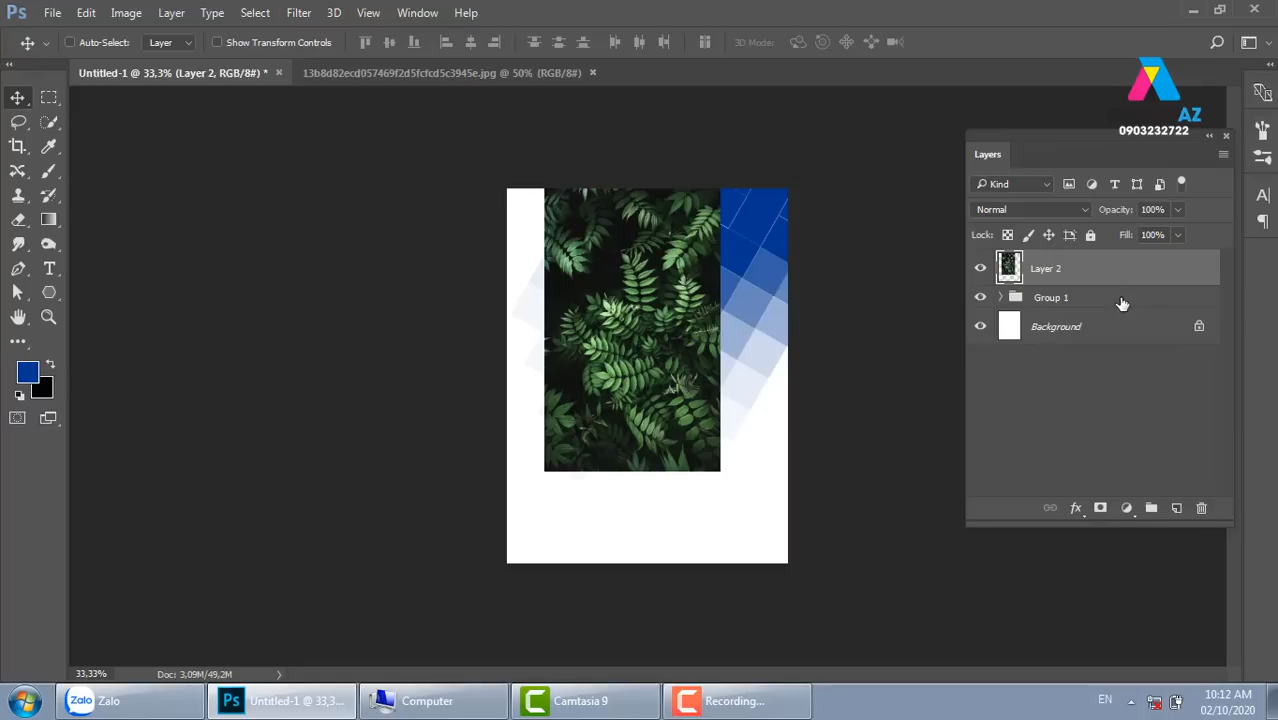 Ps File Edit Image Layer Type Select Filter 3D View Window Help
Auto-Select: Layer Show Transform Controls 3D Mode:
Untitled-1 @ 33,3% (Layer 2, RGB/8#) * × 13b8d82ecd057469f2d5fcfcd5c3945e.jpg @ 50% (RGB/8#) ×
AZ
0903232722
Layers
Kind
Normal Opacity: 100%
Lock: Fill: 100%
Layer 2
Group 1
Background
33,33% Doc: 3,09M/49,2M
Zalo Zalo Ps Untitled-1 @ 33,3... Computer Camtasia 9 Recording... EN 10:12 AM
02/10/2020